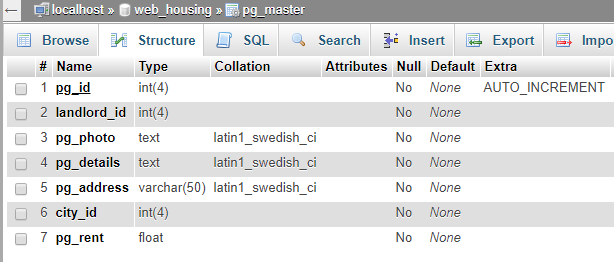 localhost » web_housing » pg_master
Browse Structure SQL Search Insert Export Impo
# Name Type Collation Attributes Null Default Extra
1 pg_id int(4) No None AUTO_INCREMENT
2 landlord_id int(4) No None
3 pg_photo text latin1_swedish_ci No None
4 pg_details text latin1_swedish_ci No None
5 pg_address varchar(50) latin1_swedish_ci No None
6 city_id int(4) No None
7 pg_rent float No None